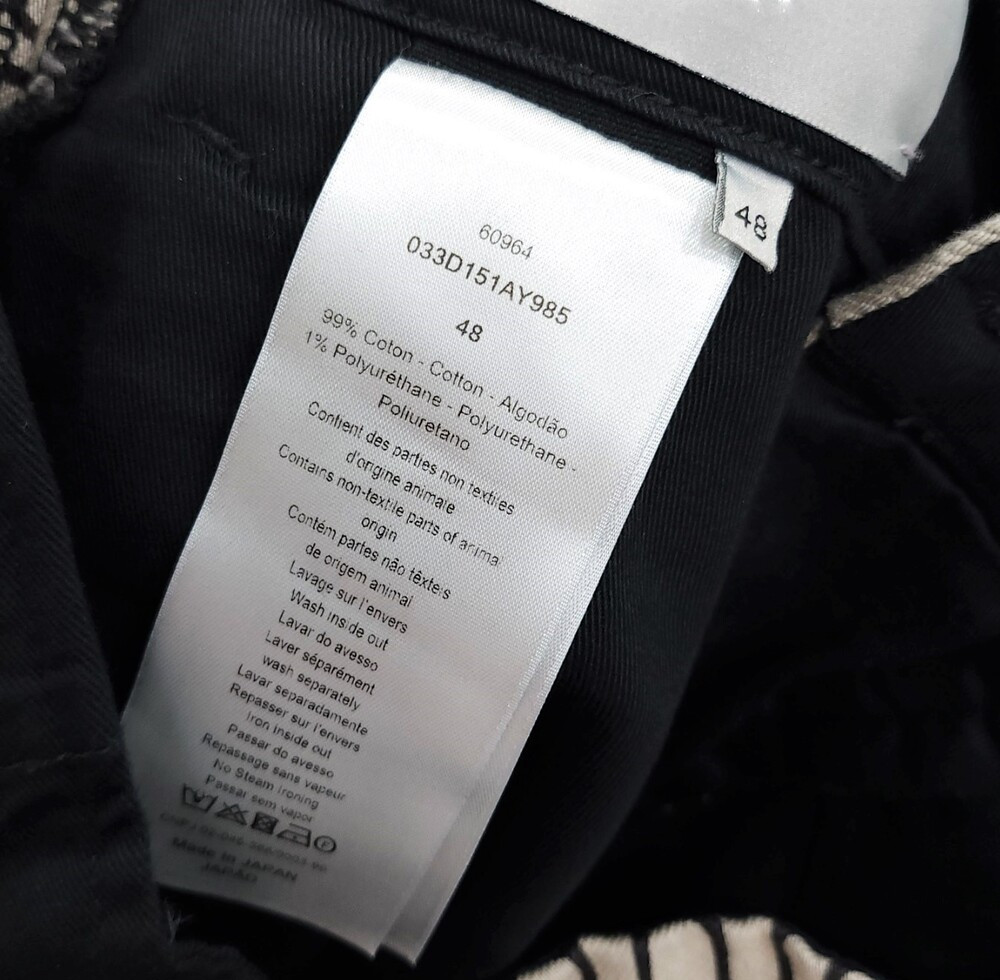 48
60964
033D151AY985
48
99% Coton - Cotton - Algodão
1% Polyuréthane - Polyurethane -
Poliuretano
Contient des parties non textiles
d'origine animale
Contains non-textile parts of animal
origin
Contém partes não têxteis
de origem animal
Lavage sur l'envers
Wash inside out
Lavar do avesso
Laver séparément
wash separately
Lavar separadamente
Repasser sur l'envers
Iron inside out
Passar do avesso
Repassage sans vapeur
No Steam Ironing
Passar sem vapor
Made in JAPAN
JAPÃO